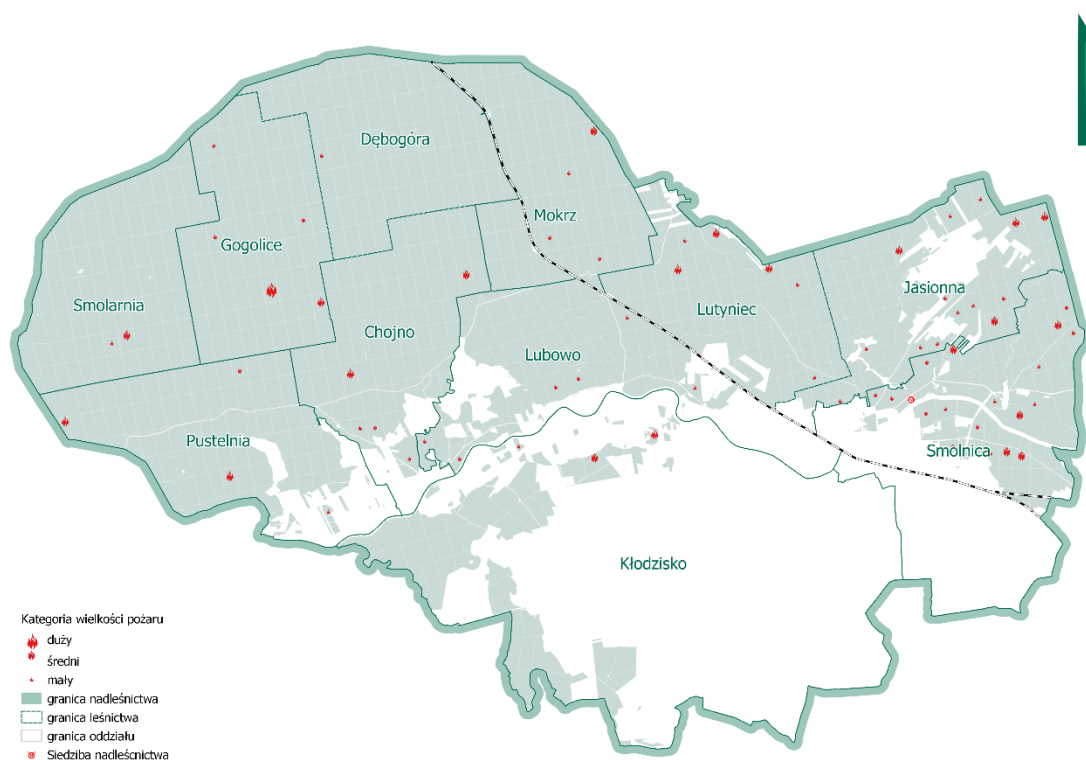 Dębogóra
Mokrz
Gogolice
Jasionna
Smolarnia
Lutyniec
Chojno
Lubowo
Pustelnia
Smolnica
Kłodzisko
Kategoria wielkości pożaru
duży
średni
mały
granica nadleśnictwa
granica leśnictwa
granica oddziału
Siedziba nadleścnictwa